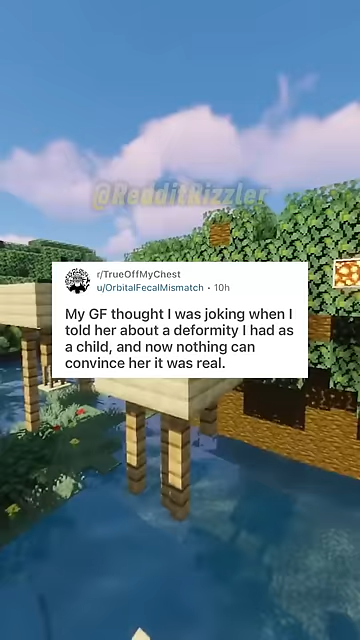 @RedditRizzler
r/TrueOffMyChest
u/OrbitalFecalMismatch • 10h
My GF thought I was joking when I
told her about a deformity I had as
a child, and now nothing can
convince her it was real.